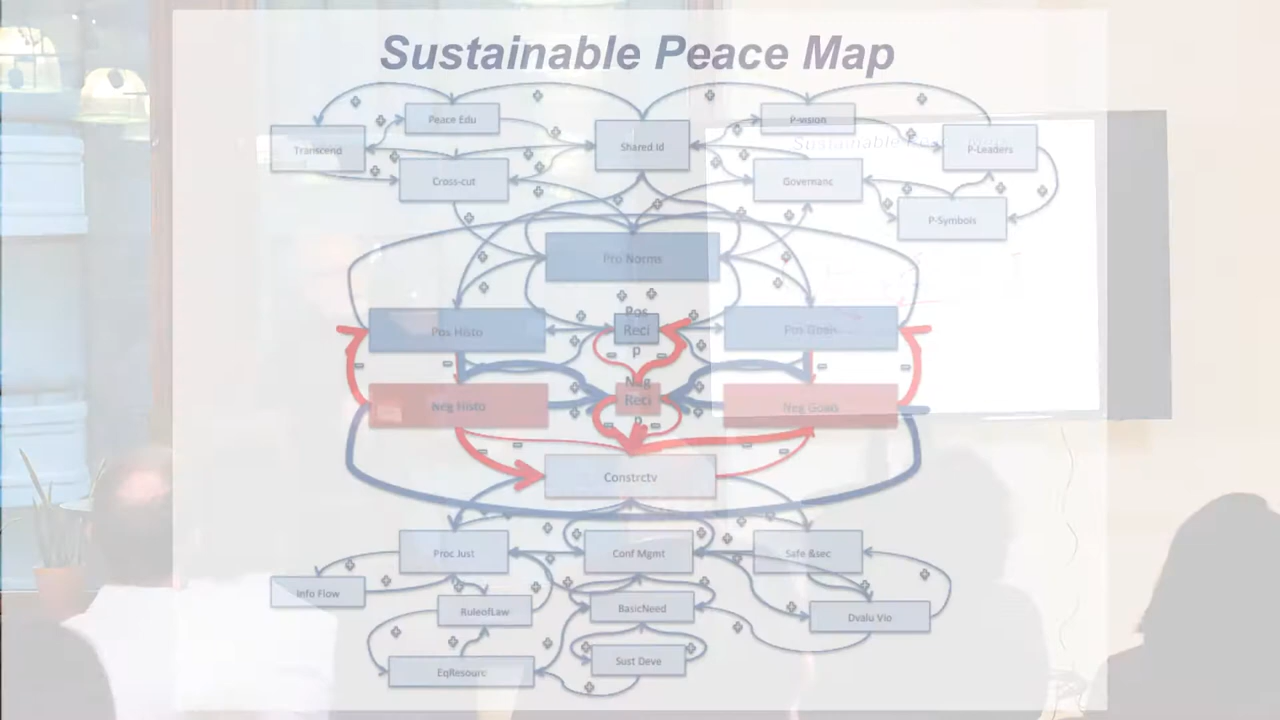 Sustainable Peace Map
Peace Edu
P-vision
Transcend
Shared Id
P-Leaders
Cross-cut
Governanc
P-Symbols
Pro Norms
Pos Histo
Pos
Reci
p
Pos Goals
Neg Histo
Neg
Reci
p
Neg Goals
Constrctv
Proc Just
Conf Mgmt
Safe &sec
Info Flow
RuleofLaw
BasicNeed
Dvalu Vio
EqResourc
Sust Deve